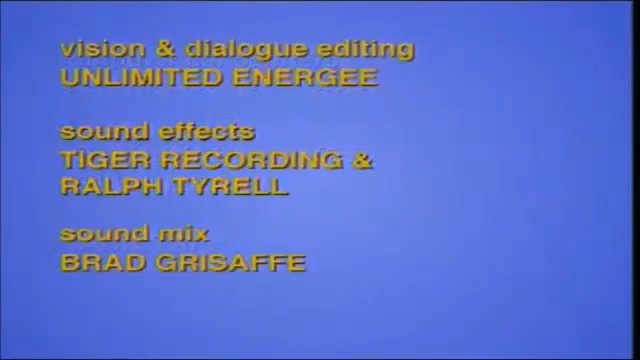 vision & dialogue editing
UNLIMITED ENERGEE
sound effects
TIGER RECORDING &
RALPH TYRELL
sound mix
BRAD GRISAFFE